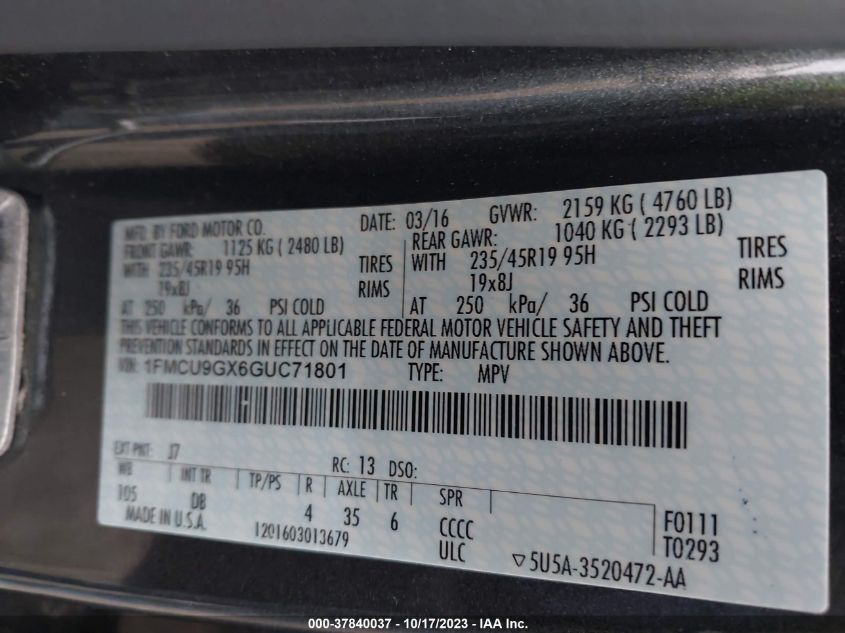 MFD. BY FORD MOTOR CO. DATE: 03/16 GVWR: 2159 KG ( 4760 LB)
FRONT GAWR: 1125 KG ( 2480 LB) REAR GAWR: 1040 KG ( 2293 LB)
WITH 235/45R19 95H TIRES WITH 235/45R19 95H TIRES
19x8J RIMS 19x8J RIMS
AT 250 kPa/ 36 PSI COLD AT 250 kPa/ 36 PSI COLD
THIS VEHICLE CONFORMS TO ALL APPLICABLE FEDERAL MOTOR VEHICLE SAFETY AND THEFT
PREVENTION STANDARDS IN EFFECT ON THE DATE OF MANUFACTURE SHOWN ABOVE.
VIN: 1FMCU9GX6GUC71801 TYPE: MPV
EXT PNT: J7 RC: 13 DSO:
WB INT TR TP/PS R AXLE TR SPR
105 DB 4 35 6 CCCC F0111
MADE IN U.S.A. 1201603013679 ULC T0293
▽5U5A-3520472-AA
000-37840037 - 10/17/2023 - IAA Inc.